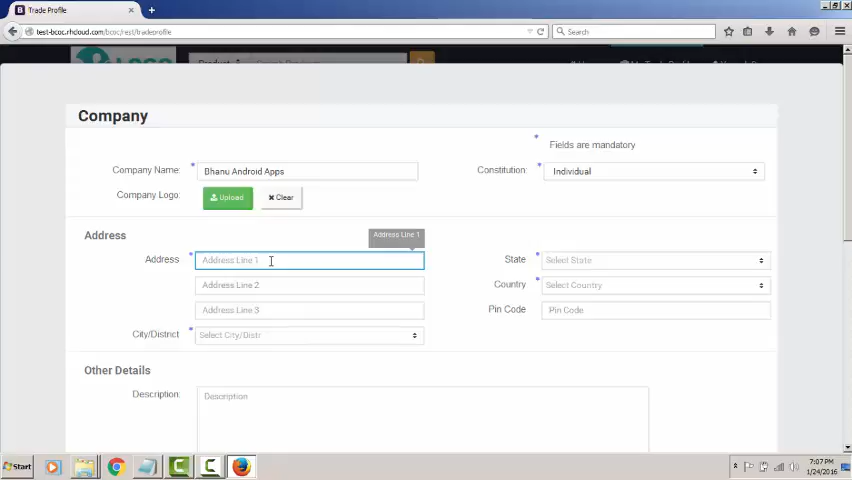 Trade Profile
test-bcoc.rhcloud.com/bcoc/rest/tradeprofile
Search
Company
* Fields are mandatory
Company Name: * Bhanu Android Apps
Constitution: * Individual
Company Logo: Upload Clear
Address
Address Line 1
Address * Address Line 1
State * Select State
Address Line 2
Country * Select Country
Address Line 3
Pin Code Pin Code
City/District * Select City/Distr
Other Details
Description: Description
Start
7:07 PM
1/24/2016